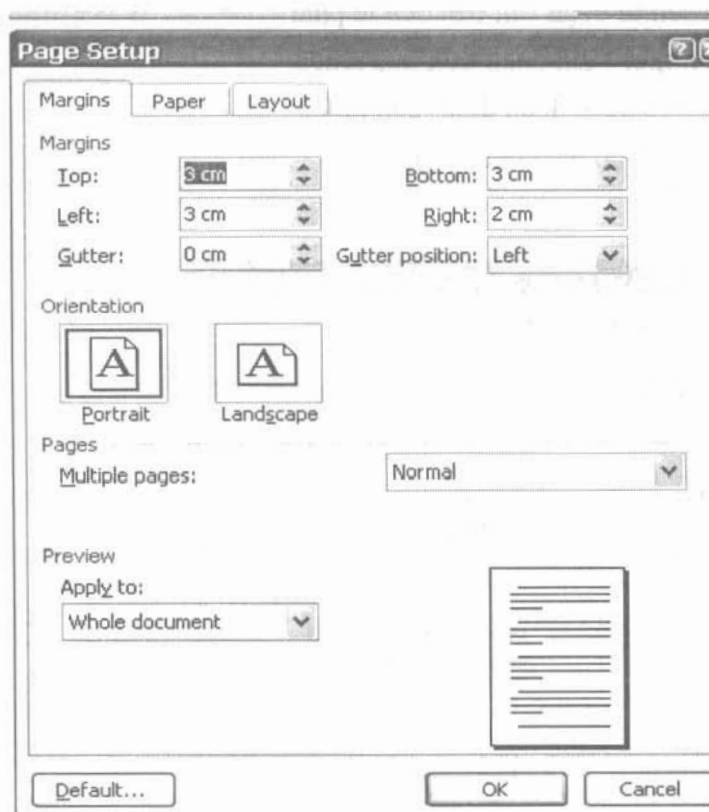 Page Setup
Margins Paper Layout
Margins
Top: 3 cm Bottom: 3 cm
Left: 3 cm Right: 2 cm
Gutter: 0 cm Gutter position: Left
Orientation
A A
Portrait Landscape
Pages
Multiple pages: Normal
Preview
Apply to:
Whole document
Default... OK Cancel